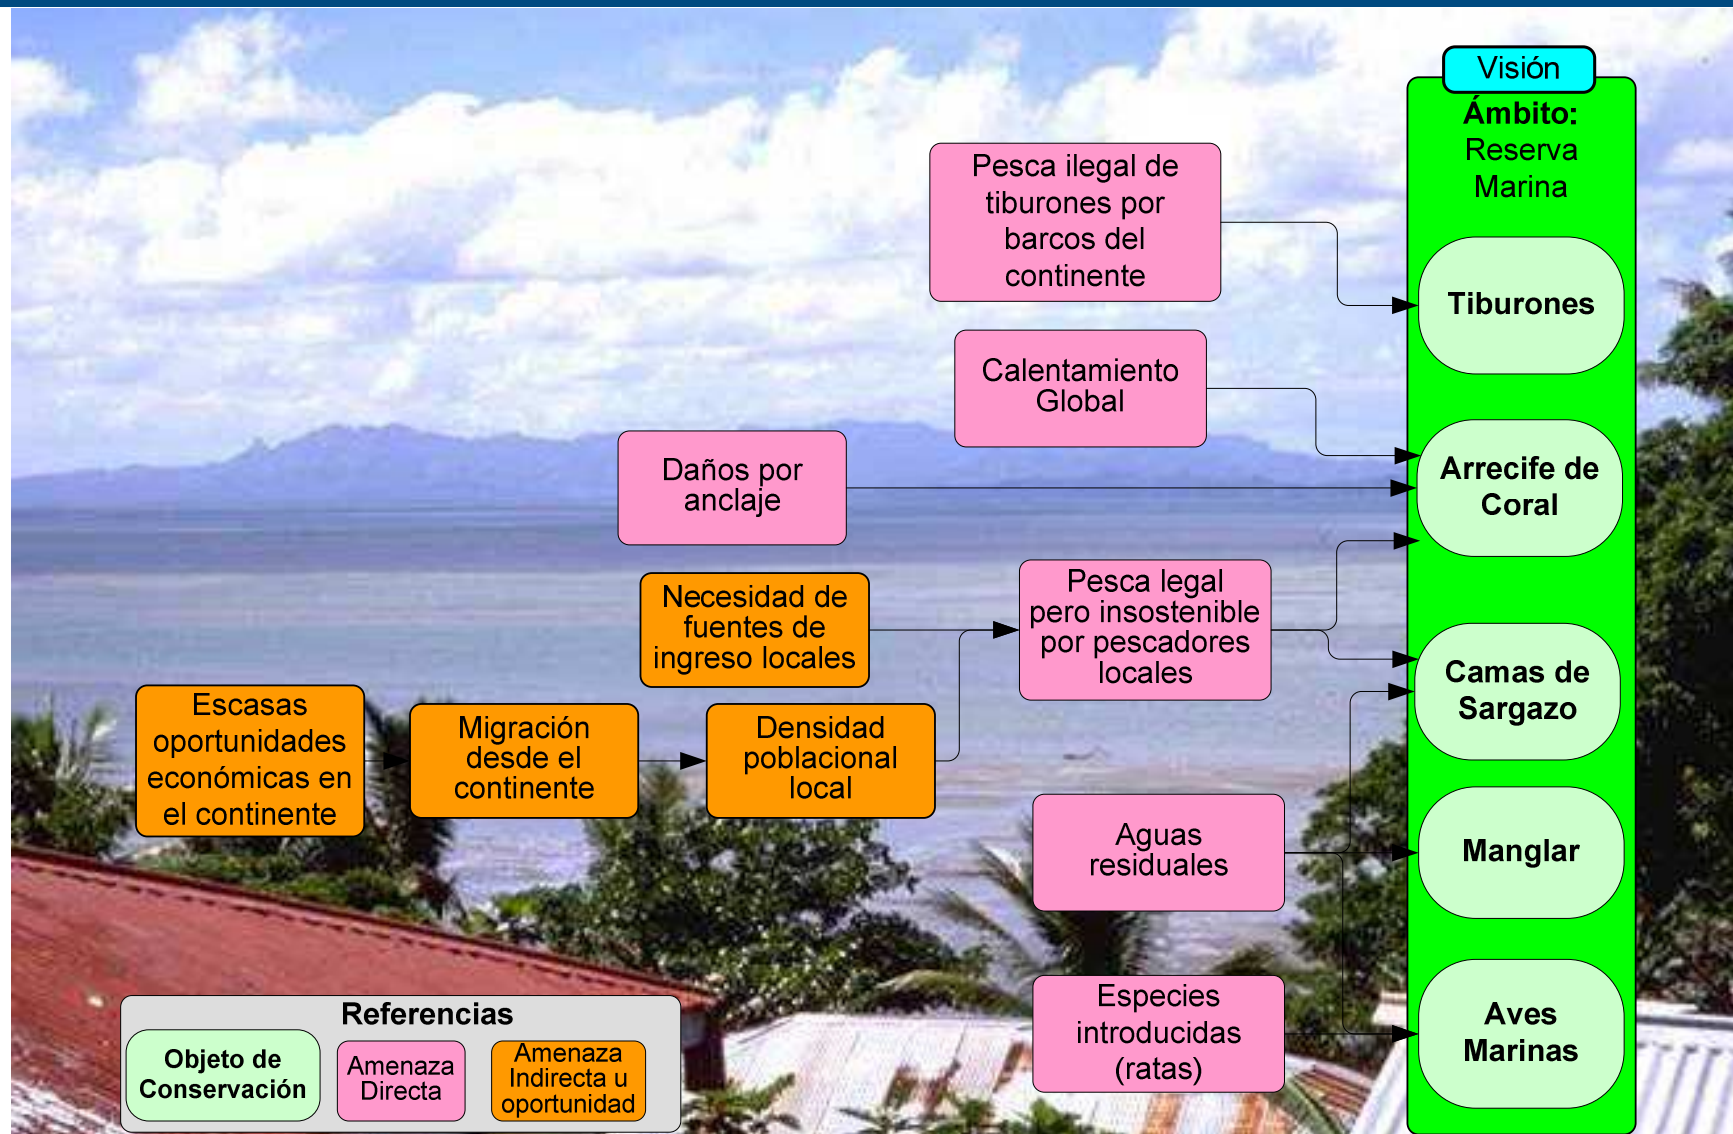 Visión
Ámbito:
Reserva
Marina
Pesca ilegal de
tiburones por
barcos del
continente
Tiburones
Calentamiento
Global
Daños por
anclaje
Arrecife de
Coral
Necesidad de
fuentes de
ingreso locales
Pesca legal
pero insostenible
por pescadores
locales
Escasas
oportunidades
económicas en
el continente
Migración
desde el
continente
Densidad
poblacional
local
Camas de
Sargazo
Aguas
residuales
Manglar
Especies
introducidas
(ratas)
Aves
Marinas
Referencias
Objeto de
Conservación
Amenaza
Directa
Amenaza
Indirecta u
oportunidad